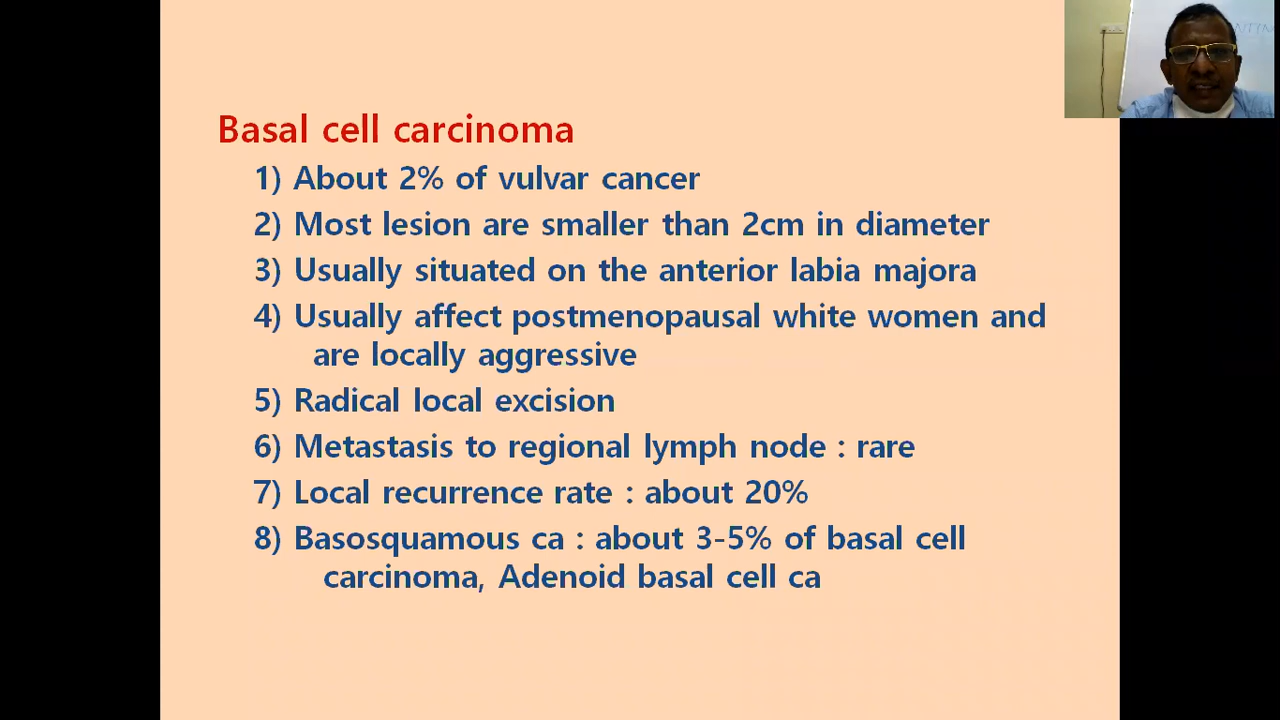 Basal cell carcinoma
1) About 2% of vulvar cancer
2) Most lesion are smaller than 2cm in diameter
3) Usually situated on the anterior labia majora
4) Usually affect postmenopausal white women and
are locally aggressive
5) Radical local excision
6) Metastasis to regional lymph node : rare
7) Local recurrence rate : about 20%
8) Basosquamous ca : about 3-5% of basal cell
carcinoma, Adenoid basal cell ca